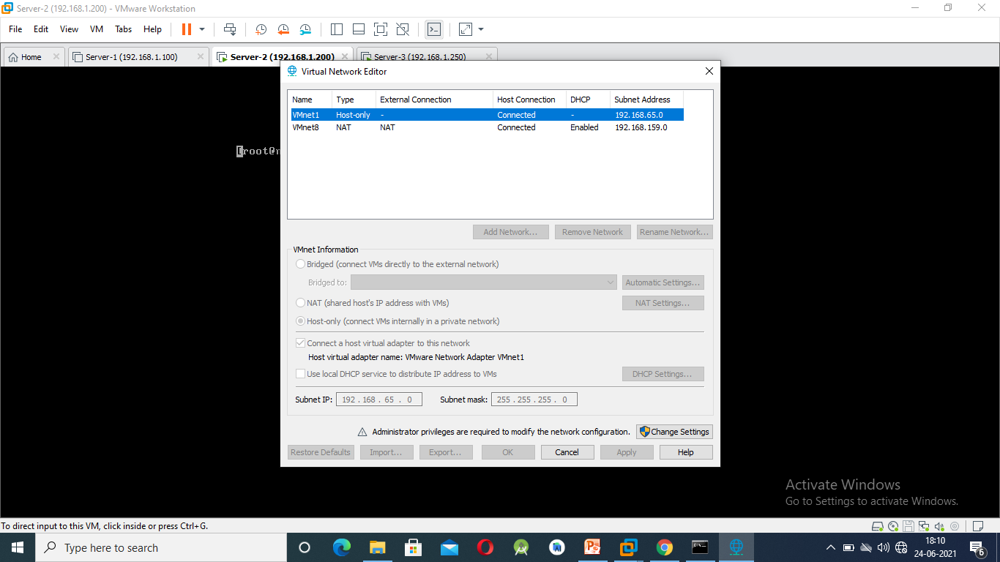 Server-2 (192.168.1.200) - VMware Workstation
File Edit View VM Tabs Help
Home Server-1 (192.168.1.100) Server-2 (192.168.1.200) Server-3 (192.168.1.250)
Virtual Network Editor
Name Type External Connection Host Connection DHCP Subnet Address
VMnet1 Host-only - Connected - 192.168.65.0
VMnet8 NAT NAT Connected Enabled 192.168.159.0
[root@n
Add Network... Remove Network Rename Network...
VMnet Information
Bridged (connect VMs directly to the external network)
Bridged to: Automatic Settings...
NAT (shared host's IP address with VMs) NAT Settings...
Host-only (connect VMs internally in a private network)
Connect a host virtual adapter to this network
Host virtual adapter name: VMware Network Adapter VMnet1
Use local DHCP service to distribute IP address to VMs DHCP Settings...
Subnet IP: 192 . 168 . 65 . 0 Subnet mask: 255 . 255 . 255 . 0
Administrator privileges are required to modify the network configuration. Change Settings
Restore Defaults Import... Export... OK Cancel Apply Help
Activate Windows
Go to Settings to activate Windows.
To direct input to this VM, click inside or press Ctrl+G.
Type here to search
18:10
24-06-2021
6